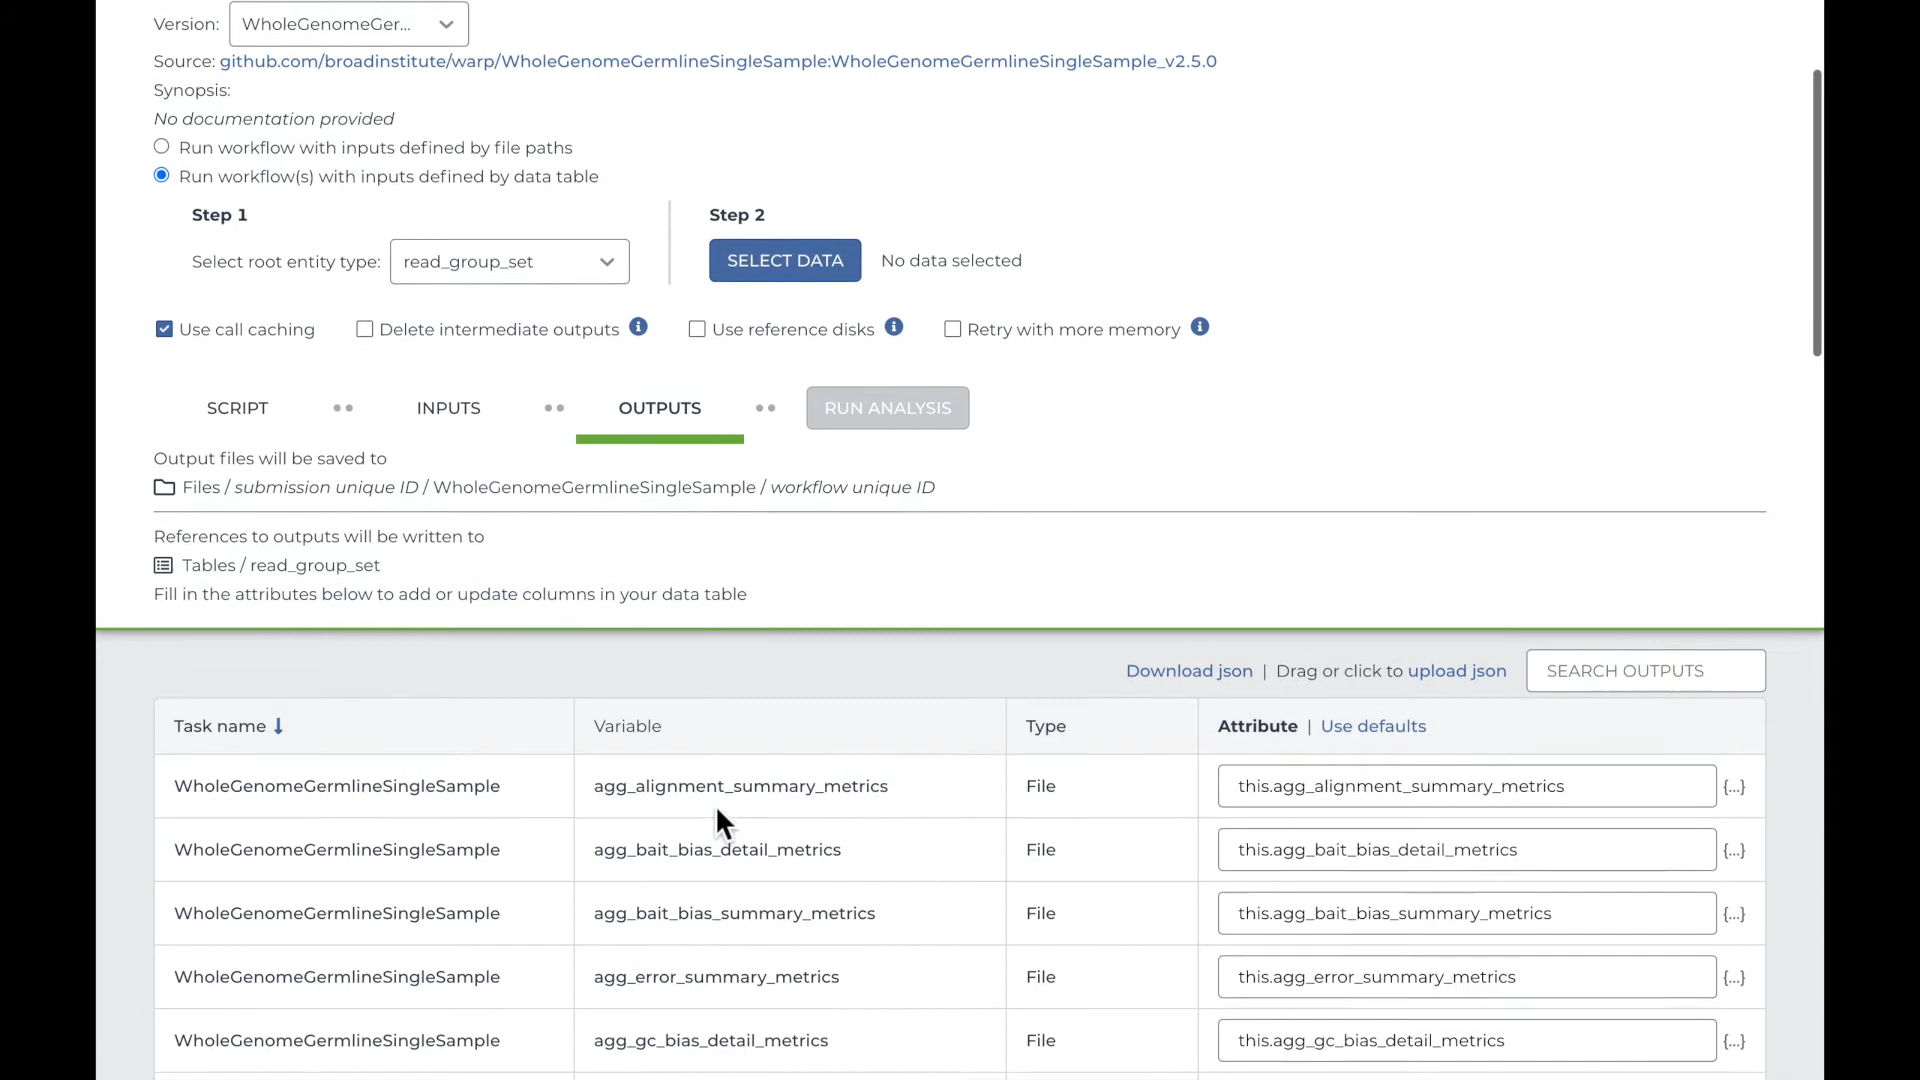 Version: WholeGenomeGer...
Source: github.com/broadinstitute/warp/WholeGenomeGermlineSingleSample:WholeGenomeGermlineSingleSample_v2.5.0
Synopsis:
No documentation provided
Run workflow with inputs defined by file paths
Run workflow(s) with inputs defined by data table
Step 1 Step 2
Select root entity type: read_group_set SELECT DATA No data selected
Use call caching Delete intermediate outputs Use reference disks Retry with more memory
SCRIPT INPUTS OUTPUTS RUN ANALYSIS
Output files will be saved to
Files / submission unique ID / WholeGenomeGermlineSingleSample / workflow unique ID
References to outputs will be written to
Tables / read_group_set
Fill in the attributes below to add or update columns in your data table
Download json | Drag or click to upload json SEARCH OUTPUTS
Task name Variable Type Attribute | Use defaults
WholeGenomeGermlineSingleSample agg_alignment_summary_metrics File this.agg_alignment_summary_metrics {...}
WholeGenomeGermlineSingleSample agg_bait_bias_detail_metrics File this.agg_bait_bias_detail_metrics {...}
WholeGenomeGermlineSingleSample agg_bait_bias_summary_metrics File this.agg_bait_bias_summary_metrics {...}
WholeGenomeGermlineSingleSample agg_error_summary_metrics File this.agg_error_summary_metrics {...}
WholeGenomeGermlineSingleSample agg_gc_bias_detail_metrics File this.agg_gc_bias_detail_metrics {...}